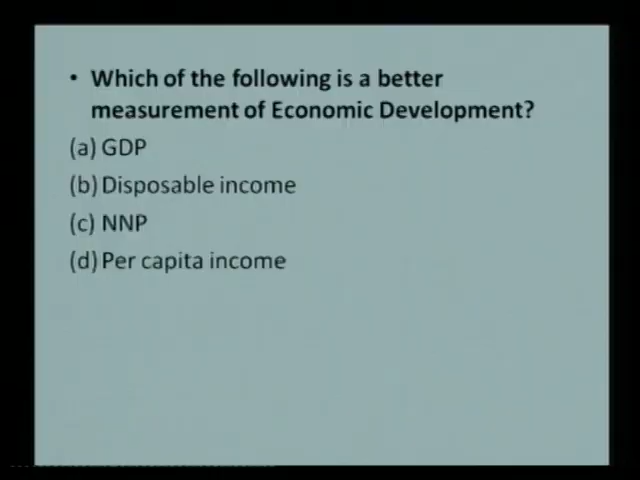 • Which of the following is a better
measurement of Economic Development?
(a) GDP
(b) Disposable income
(c) NNP
(d) Per capita income